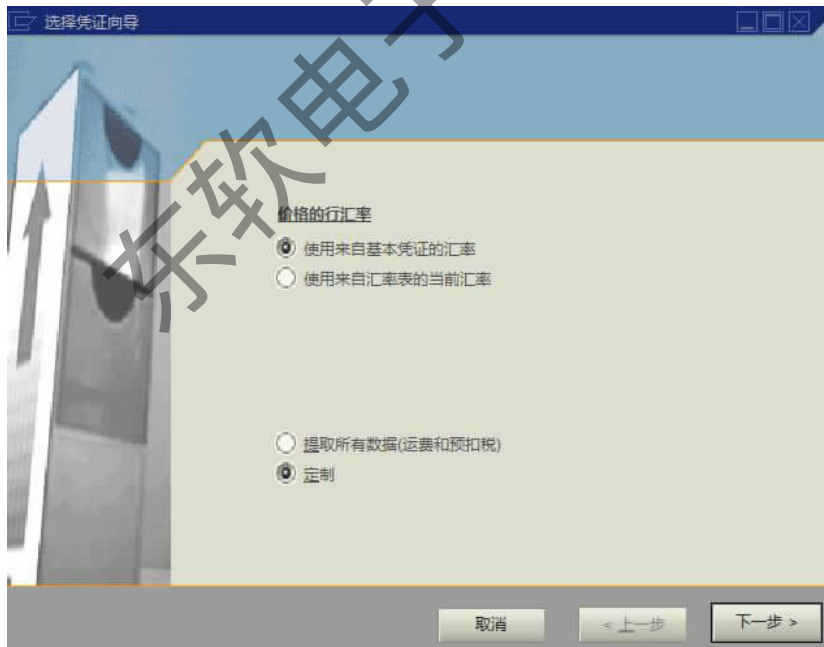 选择凭证向导
价格的行汇率
使用来自基本凭证的汇率
使用来自汇率表的当前汇率
提取所有数据(运费和预扣税)
定制
取消
< 上一步
下一步 >
东软电子